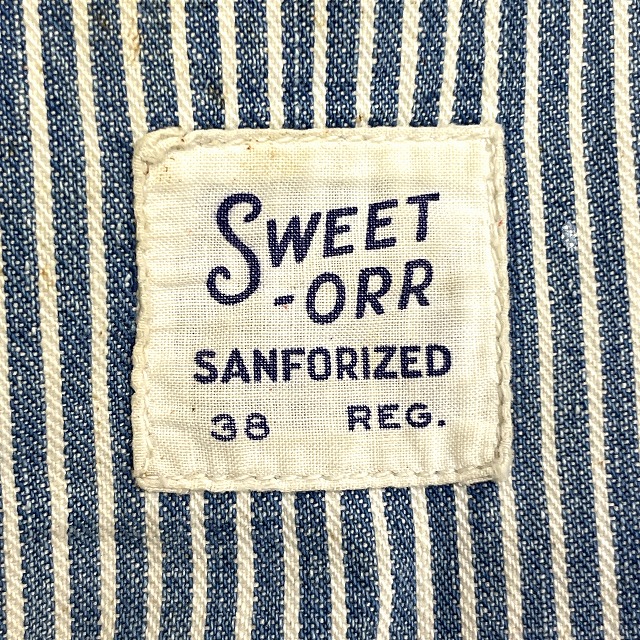 SWEET
-ORR
SANFORIZED
38 REG.